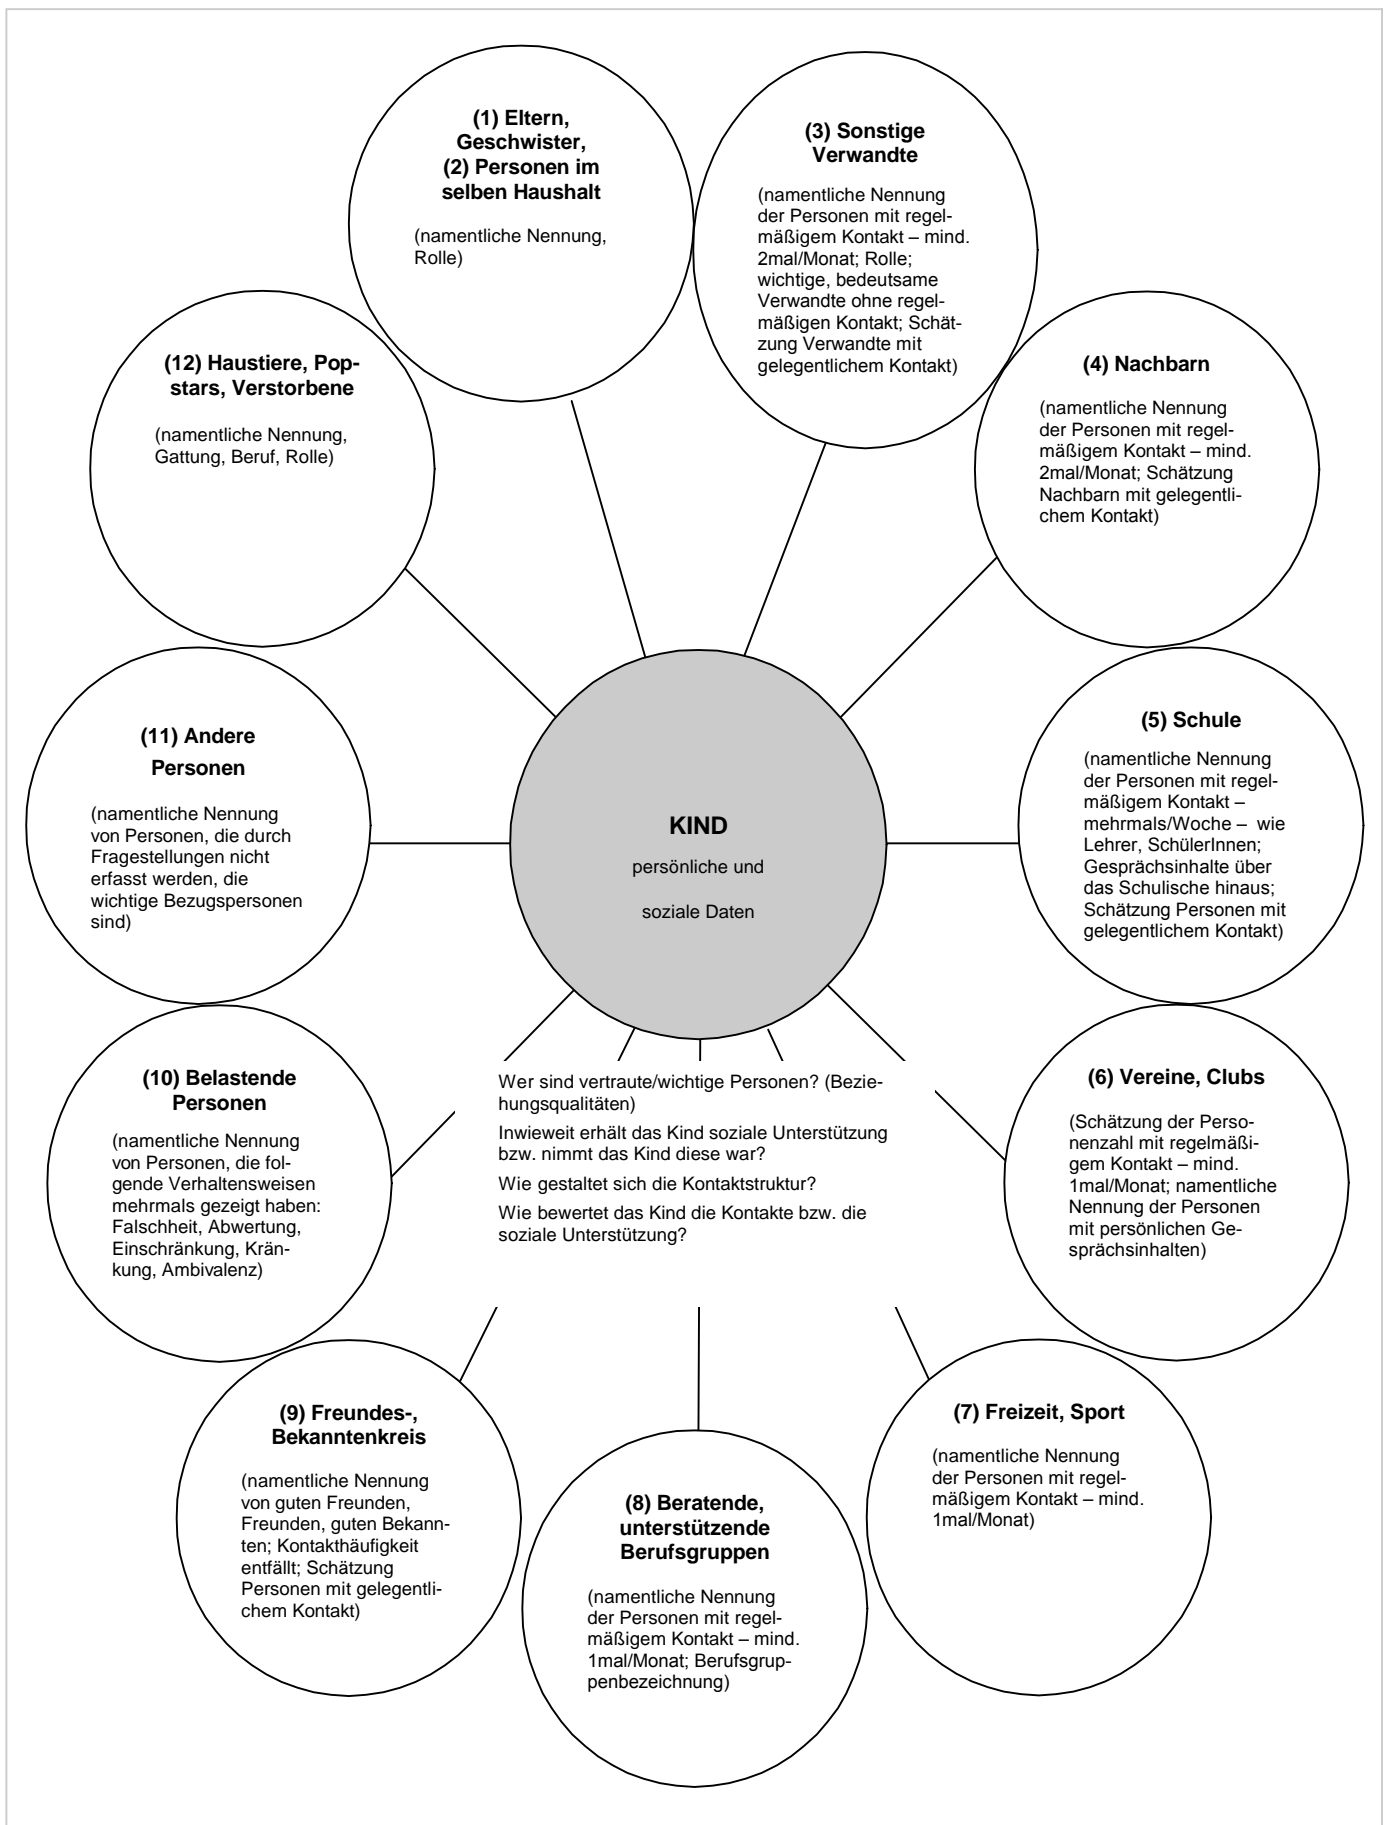 (1) Eltern,
Geschwister,
(2) Personen im
selben Haushalt
(namentliche Nennung,
Rolle)
(3) Sonstige
Verwandte
(namentliche Nennung
der Personen mit regel-
mäßigem Kontakt – mind.
2mal/Monat; Rolle;
wichtige, bedeutsame
Verwandte ohne regel-
mäßigen Kontakt; Schät-
zung Verwandte mit
gelegentlichem Kontakt)
(4) Nachbarn
(namentliche Nennung
der Personen mit regel-
mäßigem Kontakt – mind.
2mal/Monat; Schätzung
Nachbarn mit gelegentli-
chem Kontakt)
(5) Schule
(namentliche Nennung
der Personen mit regel-
mäßigem Kontakt –
mehrmals/Woche – wie
Lehrer, SchülerInnen;
Gesprächsinhalte über
das Schulische hinaus;
Schätzung Personen mit
gelegentlichem Kontakt)
(6) Vereine, Clubs
(Schätzung der Perso-
nenzahl mit regelmäßi-
gem Kontakt – mind.
1mal/Monat; namentliche
Nennung der Personen
mit persönlichen Ge-
sprächsinhalten)
(7) Freizeit, Sport
(namentliche Nennung
der Personen mit regel-
mäßigem Kontakt – mind.
1mal/Monat)
(8) Beratende,
unterstützende
Berufsgruppen
(namentliche Nennung
der Personen mit regel-
mäßigem Kontakt – mind.
1mal/Monat; Berufsgrup-
penbezeichnung)
(9) Freundes-,
Bekanntenkreis
(namentliche Nennung
von guten Freunden,
Freunden, guten Bekann-
ten; Kontakthäufigkeit
entfällt; Schätzung
Personen mit gelegentli-
chem Kontakt)
(10) Belastende
Personen
(namentliche Nennung
von Personen, die fol-
gende Verhaltensweisen
mehrmals gezeigt haben:
Falschheit, Abwertung,
Einschränkung, Krän-
kung, Ambivalenz)
(11) Andere
Personen
(namentliche Nennung
von Personen, die durch
Fragestellungen nicht
erfasst werden, die
wichtige Bezugspersonen
sind)
(12) Haustiere, Pop-
stars, Verstorbene
(namentliche Nennung,
Gattung, Beruf, Rolle)
KIND
persönliche und
soziale Daten
Wer sind vertraute/wichtige Personen? (Bezie-
hungsqualitäten)
Inwieweit erhält das Kind soziale Unterstützung
bzw. nimmt das Kind diese war?
Wie gestaltet sich die Kontaktstruktur?
Wie bewertet das Kind die Kontakte bzw. die
soziale Unterstützung?